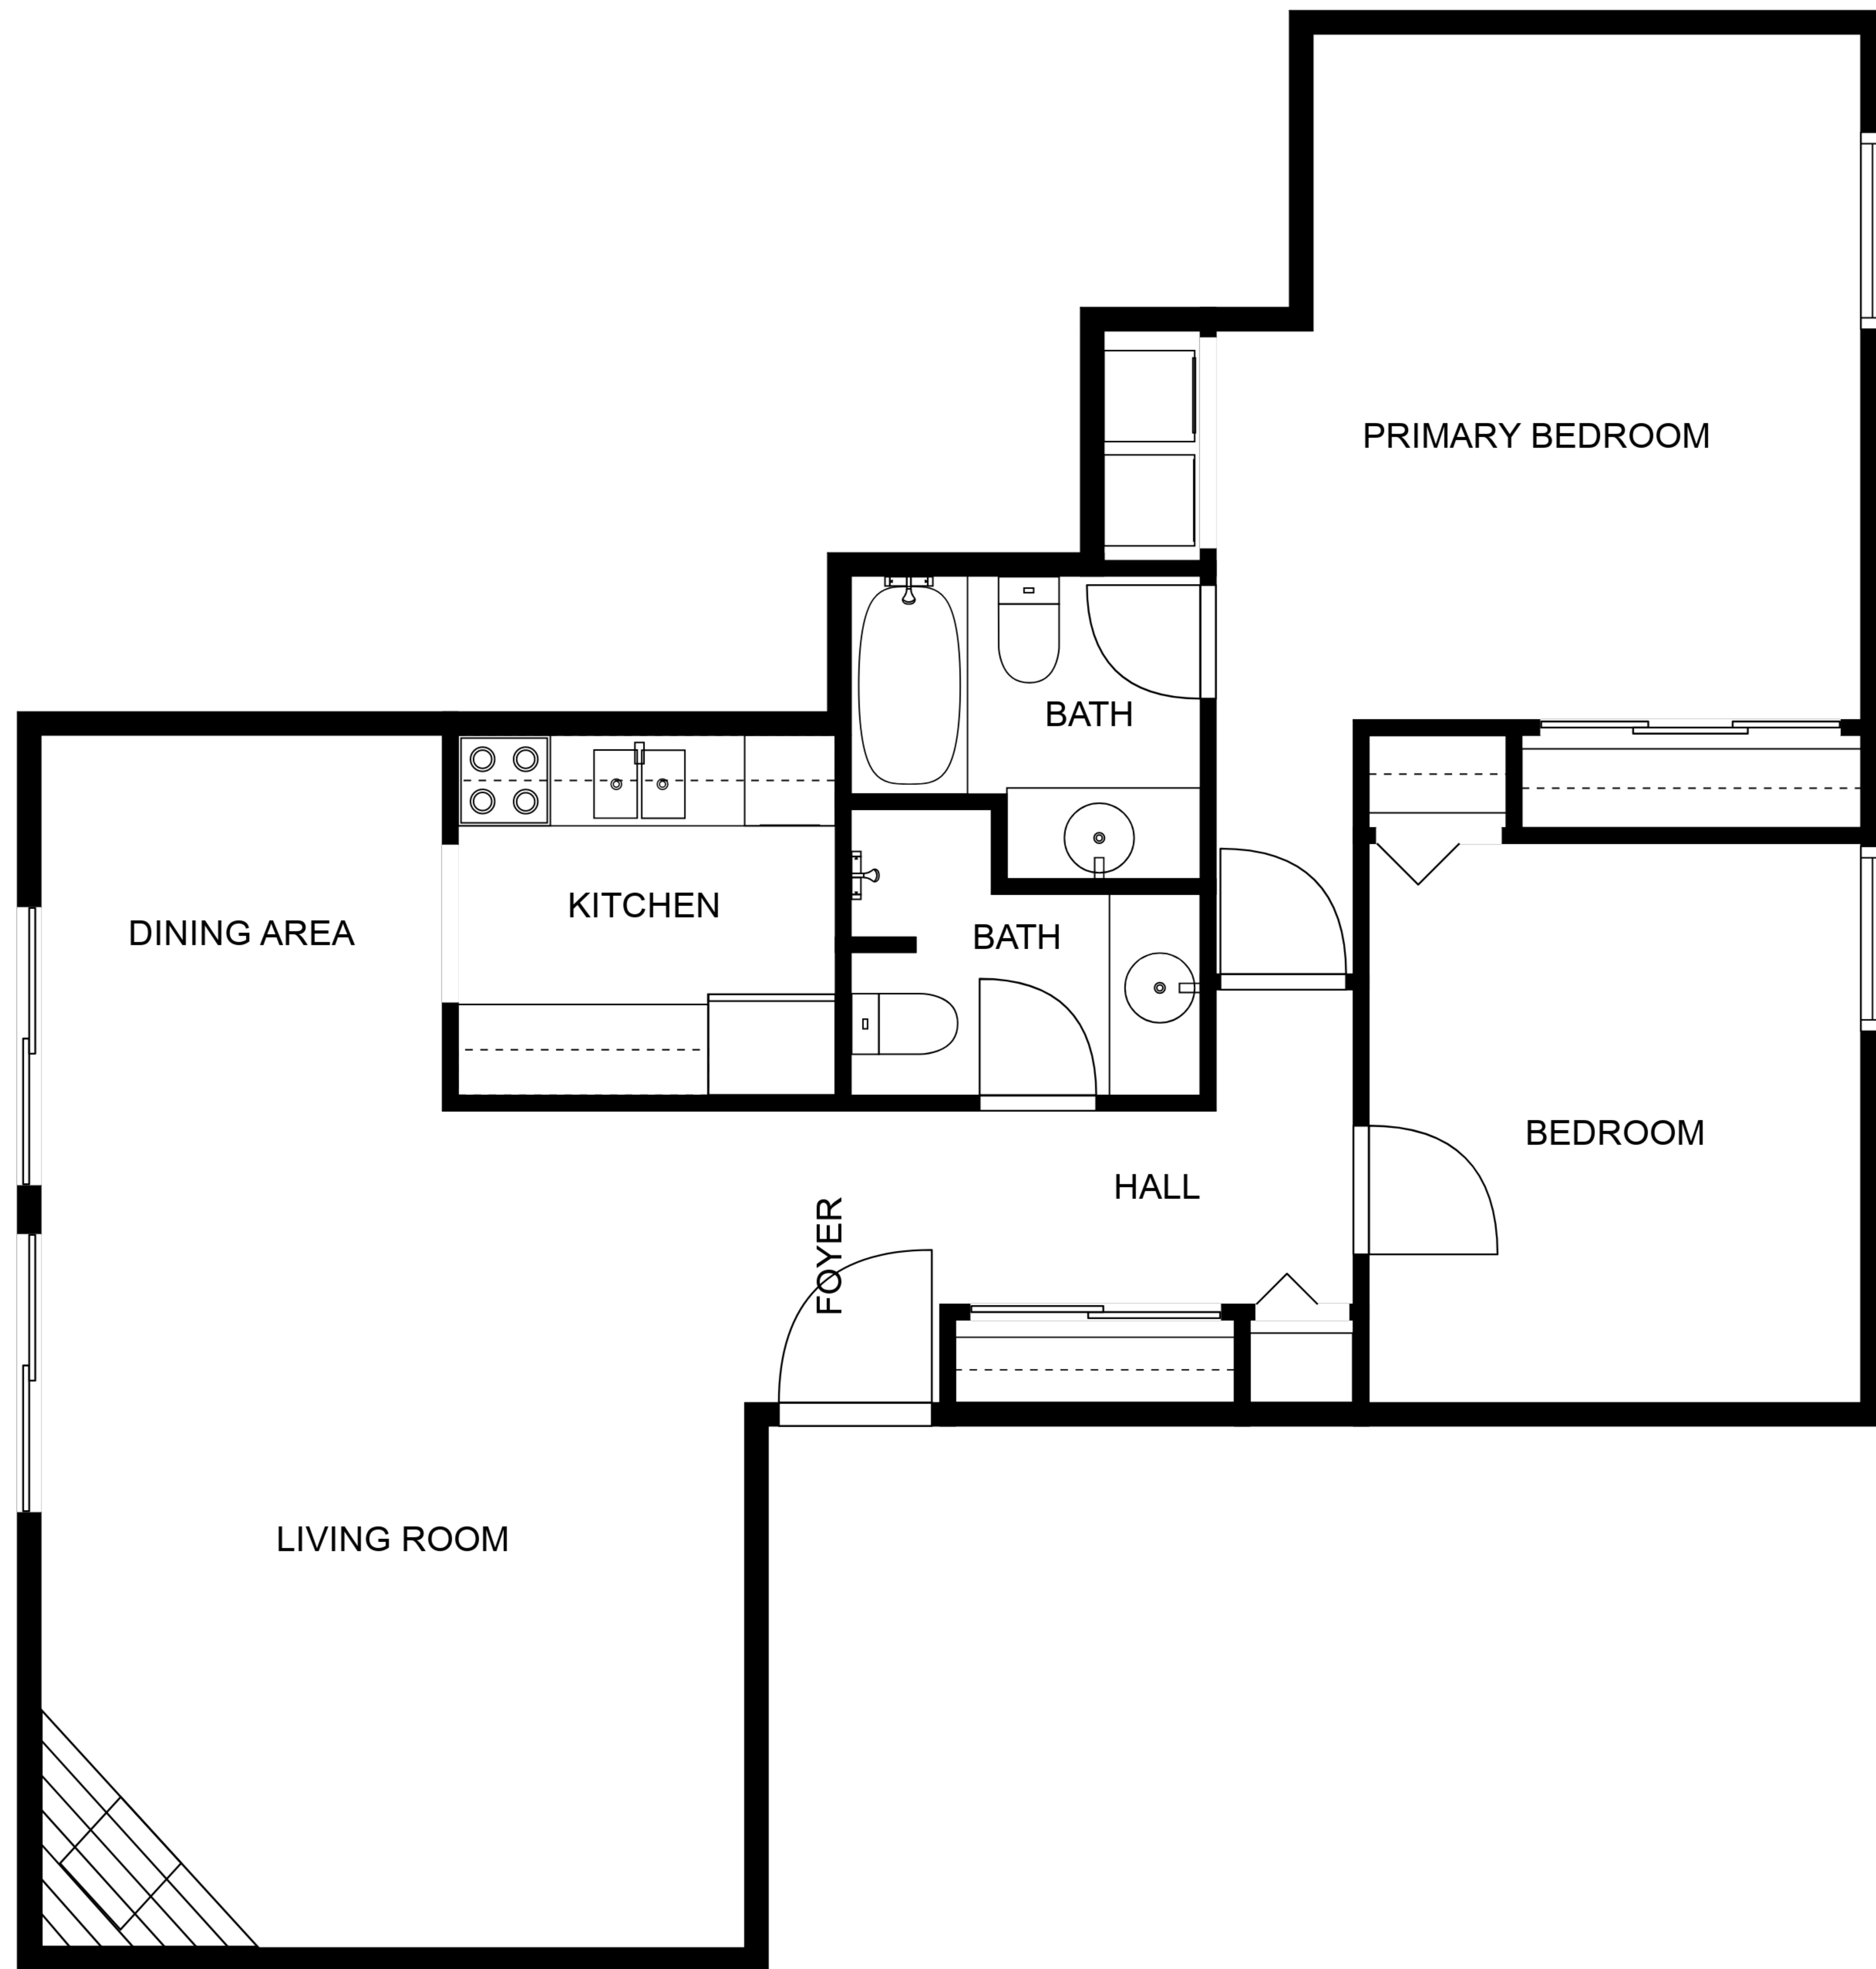 PRIMARY BEDROOM
BATH
KITCHEN
DINING AREA
BATH
BEDROOM
HALL
FOYER
LIVING ROOM